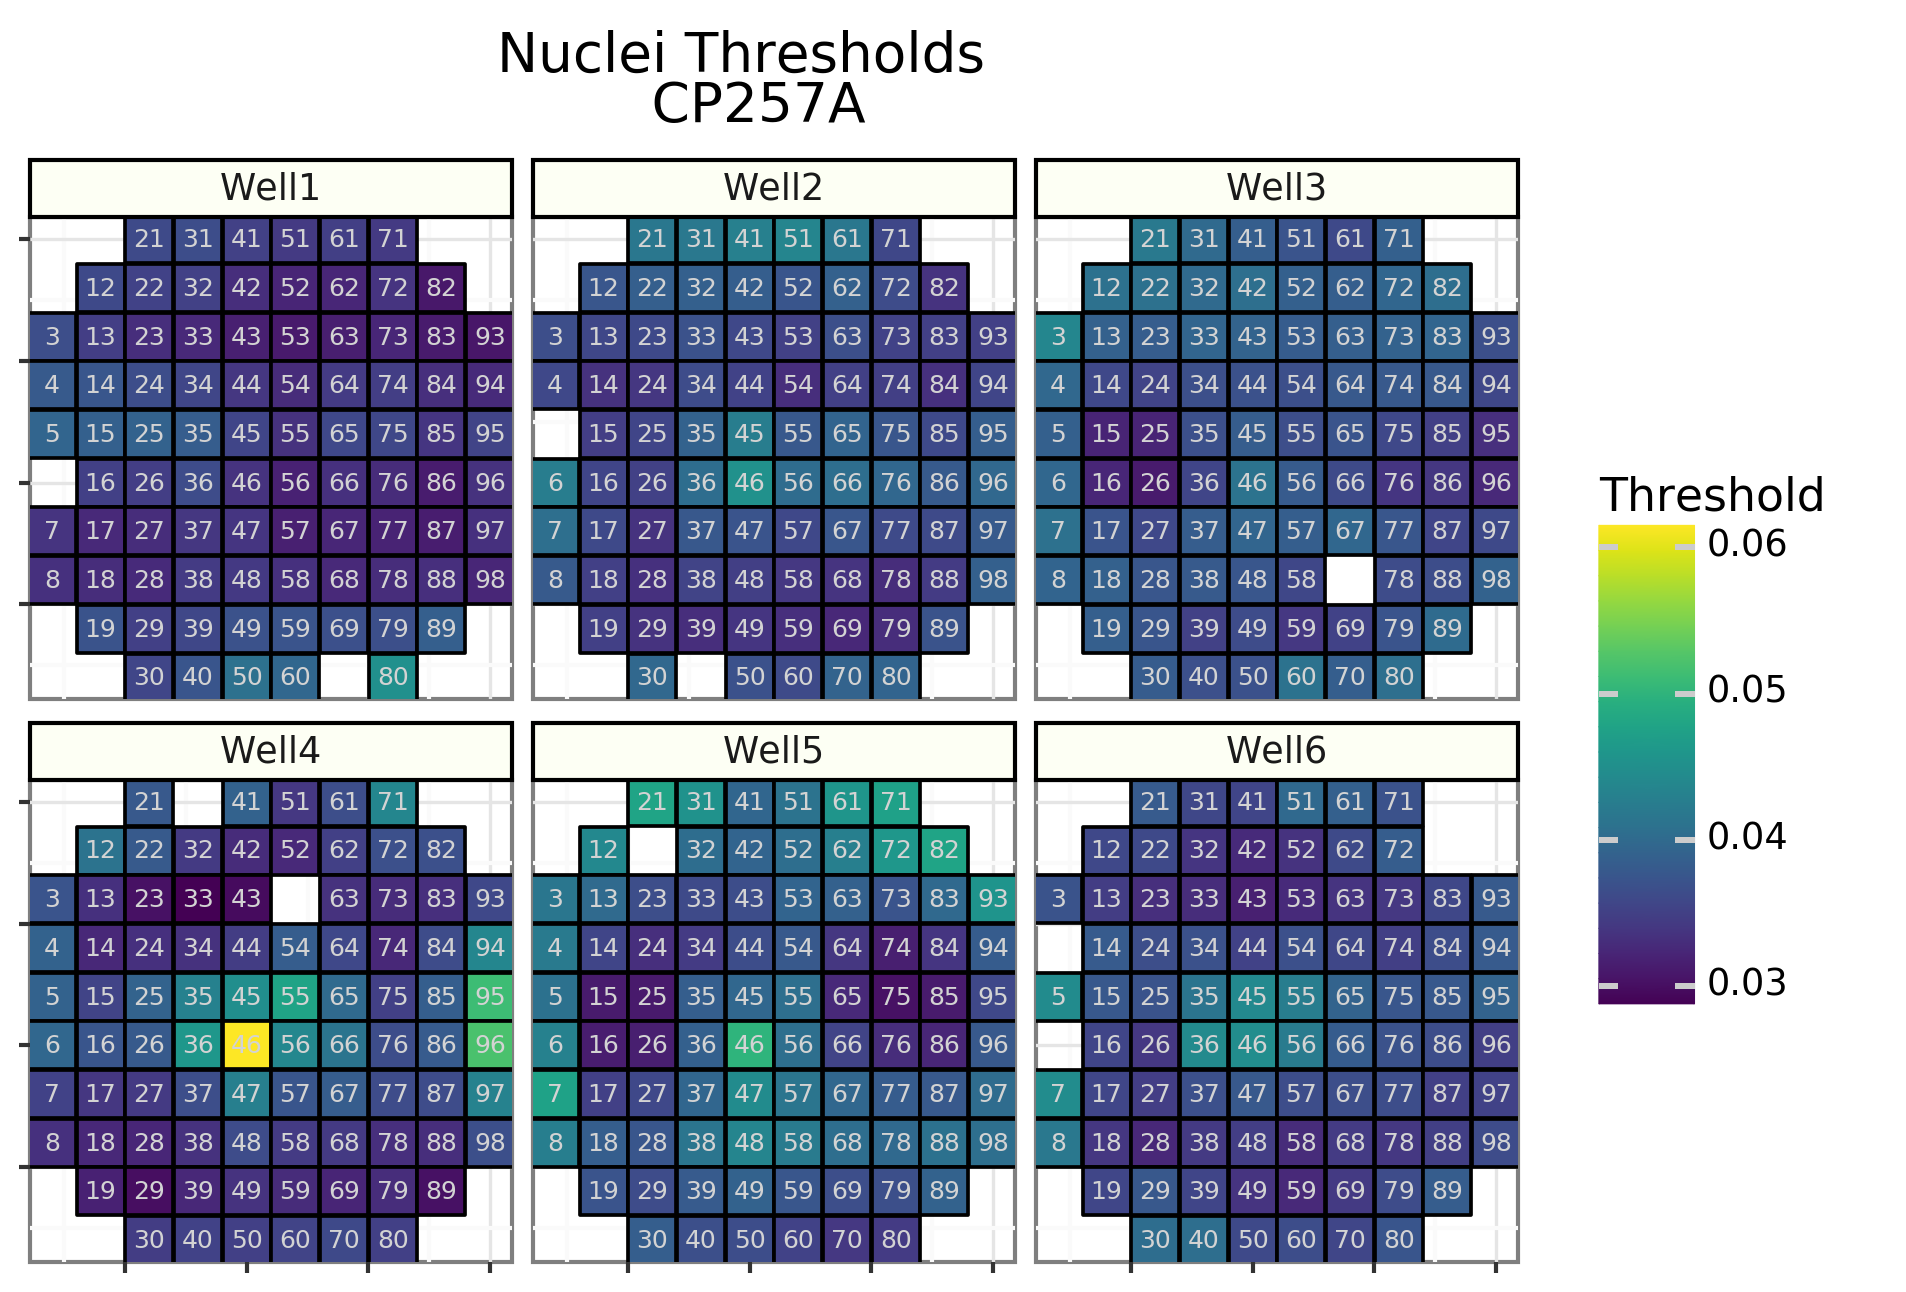 Nuclei Thresholds
CP257A
Well1 Well2 Well3
21 31 41 51 61 71 21 31 41 51 61 71 21 31 41 51 61 71
12 22 32 42 52 62 72 82 12 22 32 42 52 62 72 82 12 22 32 42 52 62 72 82
3 13 23 33 43 53 63 73 83 93 3 13 23 33 43 53 63 73 83 93 3 13 23 33 43 53 63 73 83 93
4 14 24 34 44 54 64 74 84 94 4 14 24 34 44 54 64 74 84 94 4 14 24 34 44 54 64 74 84 94
5 15 25 35 45 55 65 75 85 95 15 25 35 45 55 65 75 85 95 5 15 25 35 45 55 65 75 85 95
16 26 36 46 56 66 76 86 96 6 16 26 36 46 56 66 76 86 96 6 16 26 36 46 56 66 76 86 96
7 17 27 37 47 57 67 77 87 97 7 17 27 37 47 57 67 77 87 97 7 17 27 37 47 57 67 77 87 97
8 18 28 38 48 58 68 78 88 98 8 18 28 38 48 58 68 78 88 98 8 18 28 38 48 58 78 88 98
19 29 39 49 59 69 79 89 19 29 39 49 59 69 79 89 19 29 39 49 59 69 79 89
30 40 50 60 80 30 50 60 70 80 30 40 50 60 70 80
Well4 Well5 Well6
21 41 51 61 71 21 31 41 51 61 71 21 31 41 51 61 71
12 22 32 42 52 62 72 82 12 32 42 52 62 72 82 12 22 32 42 52 62 72
3 13 23 33 43 63 73 83 93 3 13 23 33 43 53 63 73 83 93 3 13 23 33 43 53 63 73 83 93
4 14 24 34 44 54 64 74 84 94 4 14 24 34 44 54 64 74 84 94 14 24 34 44 54 64 74 84 94
5 15 25 35 45 55 65 75 85 95 5 15 25 35 45 55 65 75 85 95 5 15 25 35 45 55 65 75 85 95
6 16 26 36 46 56 66 76 86 96 6 16 26 36 46 56 66 76 86 96 16 26 36 46 56 66 76 86 96
7 17 27 37 47 57 67 77 87 97 7 17 27 37 47 57 67 77 87 97 7 17 27 37 47 57 67 77 87 97
8 18 28 38 48 58 68 78 88 98 8 18 28 38 48 58 68 78 88 98 8 18 28 38 48 58 68 78 88 98
19 29 39 49 59 69 79 89 19 29 39 49 59 69 79 89 19 29 39 49 59 69 79 89
30 40 50 60 70 80 30 40 50 60 70 80 30 40 50 60 70 80
Threshold
0.06
0.05
0.04
0.03